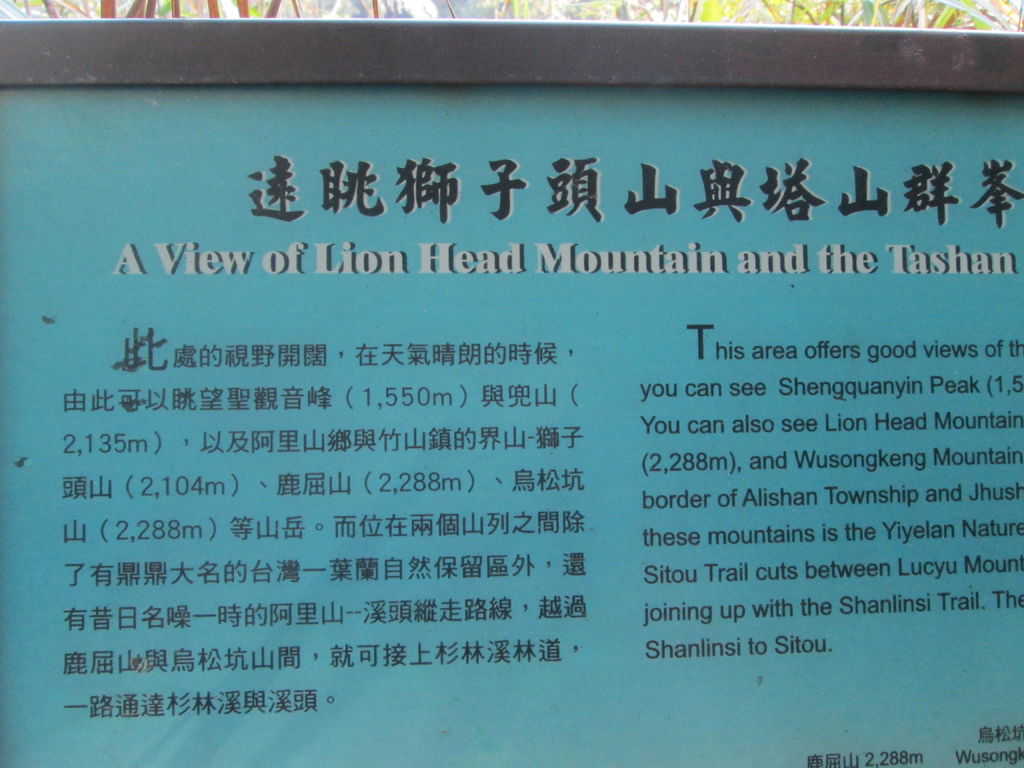 遠眺獅子頭山與塔山群峯
A View of Lion Head Mountain and the Tashan
此處的視野開闊，在天氣晴朗的時候，
由此可以眺望聖觀音峰（1,550m）與兜山（
2,135m），以及阿里山鄉與竹山鎮的界山-獅子
頭山（2,104m）、鹿屈山（2,288m）、烏松坑
山（2,288m）等山岳。而位在兩個山列之間除
了有鼎鼎大名的台灣一葉蘭自然保留區外，還
有昔日名噪一時的阿里山--溪頭縱走路線，越過
鹿屈山與烏松坑山間，就可接上杉林溪林道，
一路通達杉林溪與溪頭。
This area offers good views of th
you can see Shengquanyin Peak (1,5
You can also see Lion Head Mountain
(2,288m), and Wusongkeng Mountain
border of Alishan Township and Jhush
these mountains is the Yiyelan Nature
Sitou Trail cuts between Lucyu Mount
joining up with the Shanlinsi Trail. The
Shanlinsi to Sitou.
烏松坑
鹿屈山 2,288m Wusongk